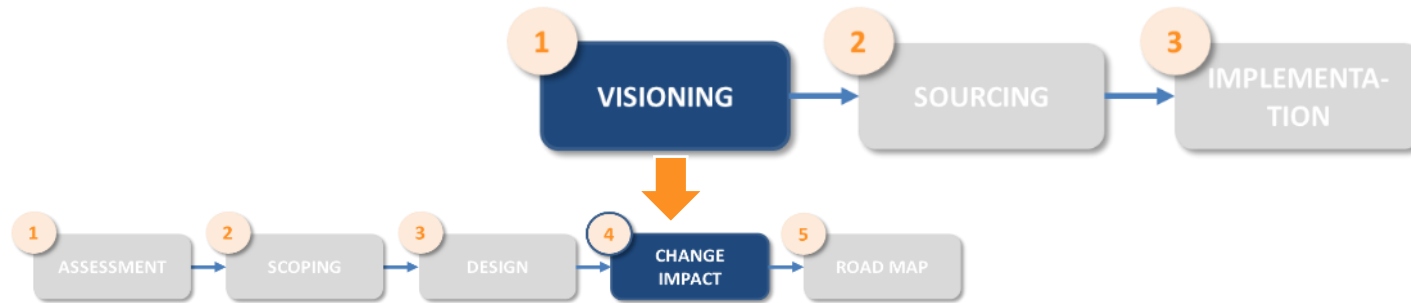 1
VISIONING
2
SOURCING
3
IMPLEMENTA-
TION
1
ASSESSMENT
2
SCOPING
3
DESIGN
4
CHANGE
IMPACT
5
ROAD MAP